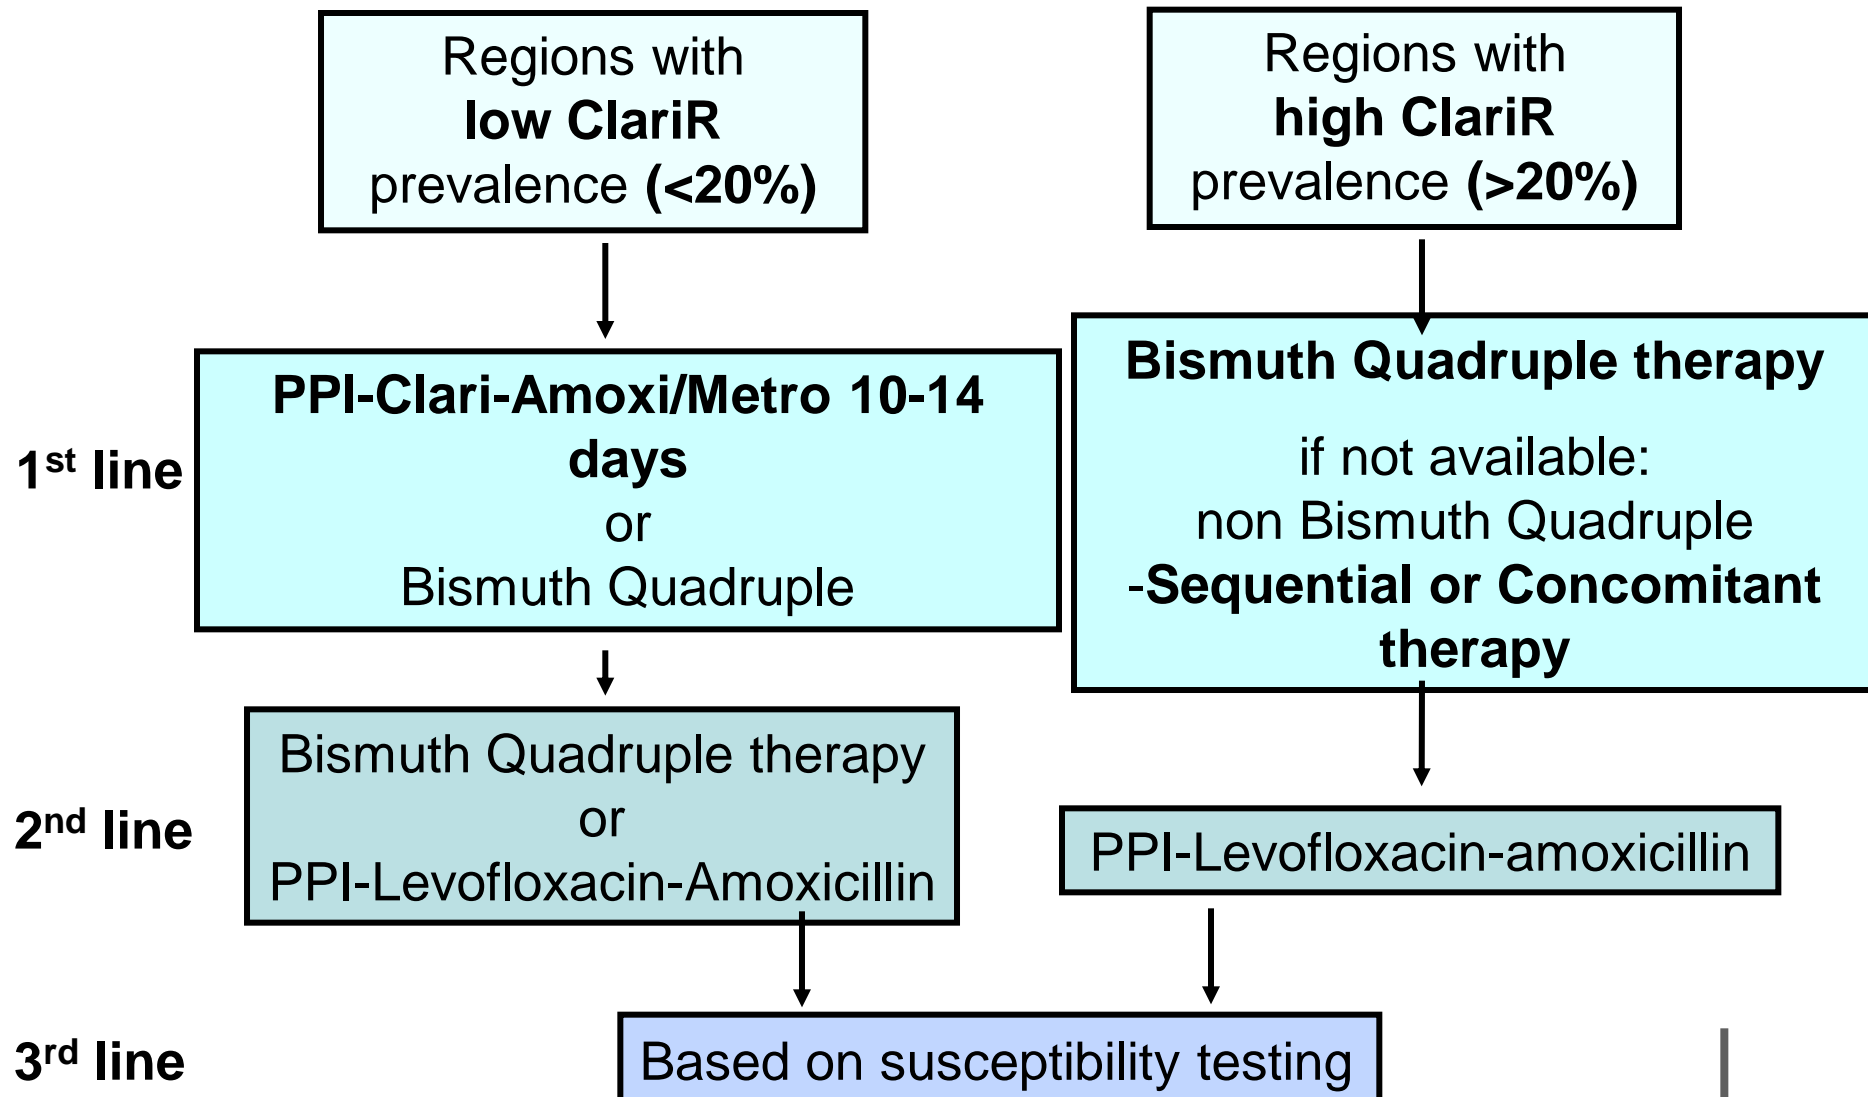 Regions with
low ClariR
prevalence (<20%)
Regions with
high ClariR
prevalence (>20%)
1st line
PPI-Clari-Amoxi/Metro 10-14
days
or
Bismuth Quadruple
Bismuth Quadruple therapy
if not available:
non Bismuth Quadruple
-Sequential or Concomitant
therapy
2nd line
Bismuth Quadruple therapy
or
PPI-Levofloxacin-Amoxicillin
PPI-Levofloxacin-amoxicillin
3rd line
Based on susceptibility testing